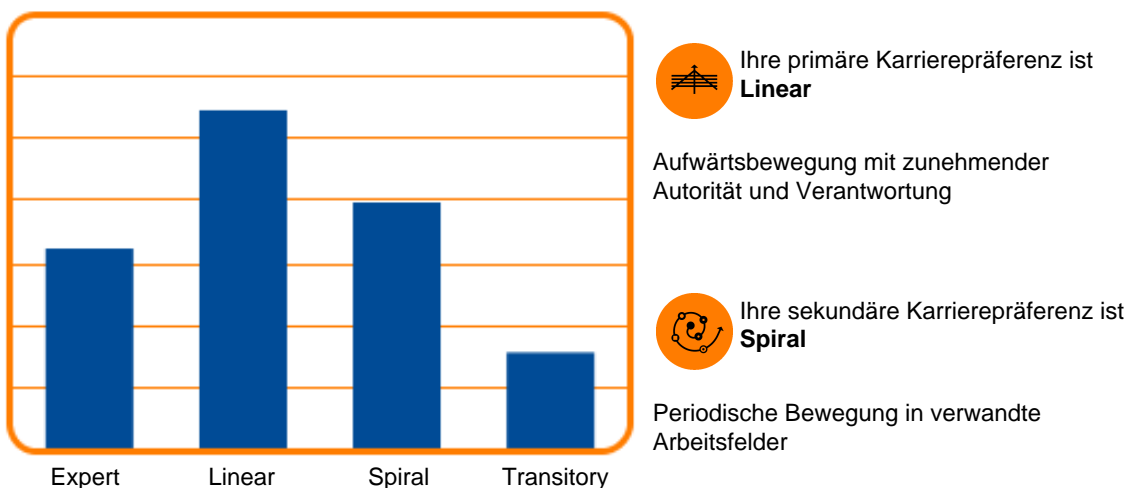 Ihre primäre Karrierepräferenz ist
Linear
Aufwärtsbewegung mit zunehmender
Autorität und Verantwortung
Ihre sekundäre Karrierepräferenz ist
Spiral
Periodische Bewegung in verwandte
Arbeitsfelder
Expert Linear Spiral Transitory